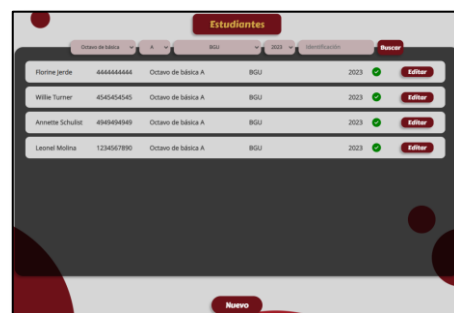 Estudiantes
Octavo de básica A BGU 2023 Identificación Buscar
Florine Jerde 4444444444 Octavo de básica A BGU 2023 Editar
Willie Turner 4545454545 Octavo de básica A BGU 2023 Editar
Annette Schulist 4949494949 Octavo de básica A BGU 2023 Editar
Leonel Molina 1234567890 Octavo de básica A BGU 2023 Editar
Nuevo